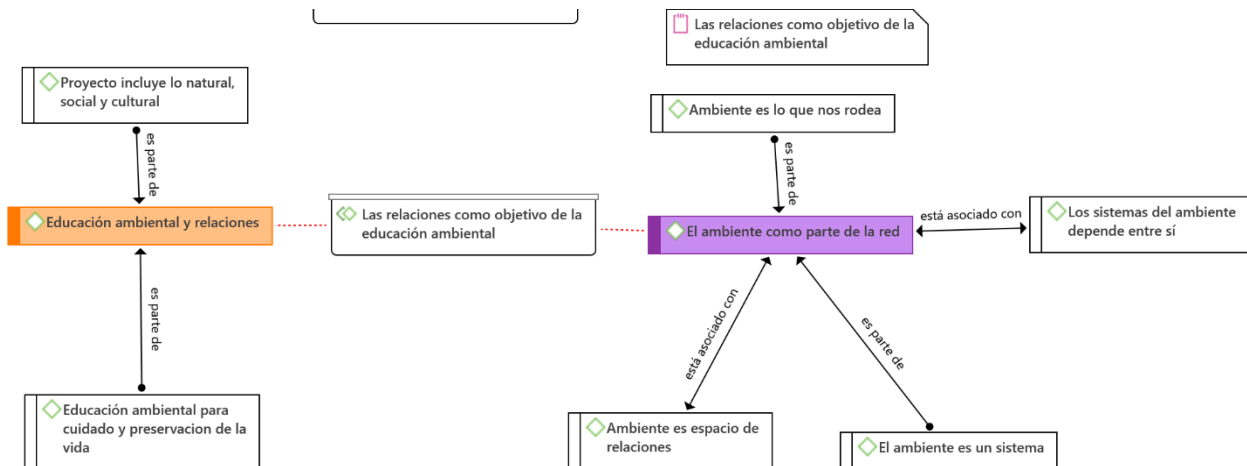 Las relaciones como objetivo de la
educación ambiental
Proyecto incluye lo natural,
social y cultural
Ambiente es lo que nos rodea
es parte de
es parte de
Educación ambiental y relaciones
Las relaciones como objetivo de la
educación ambiental
El ambiente como parte de la red
está asociado con
Los sistemas del ambiente
depende entre sí
es parte de
está asociado con
es parte de
Educación ambiental para
cuidado y preservacion de la
vida
Ambiente es espacio de
relaciones
El ambiente es un sistema